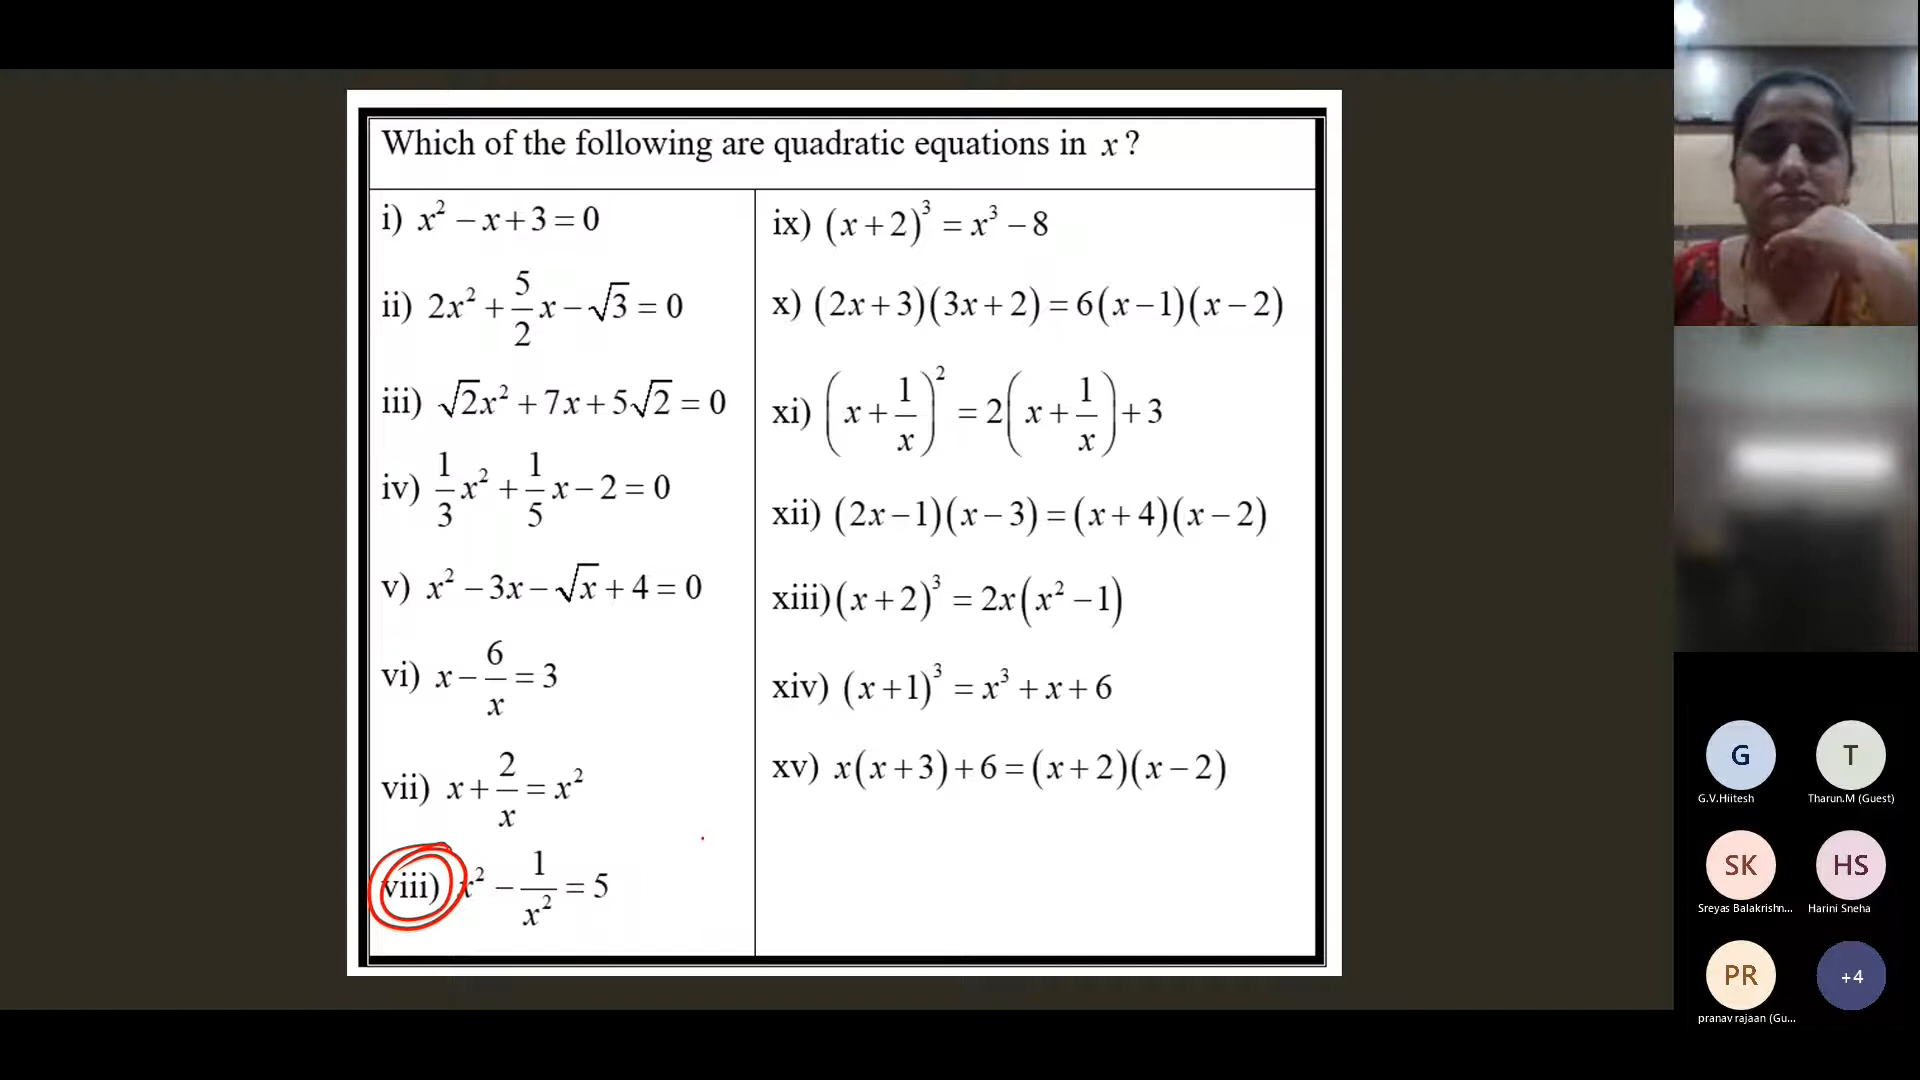 Which of the following are quadratic equations in x?
i) x² − x + 3 = 0
ii) 2x² + 5/2 x − √3 = 0
iii) √2x² + 7x + 5√2 = 0
iv) 1/3 x² + 1/5 x − 2 = 0
v) x² − 3x − √x + 4 = 0
vi) x − 6/x = 3
vii) x + 2/x = x²
viii) x² − 1/x² = 5
ix) (x + 2)³ = x³ − 8
x) (2x + 3)(3x + 2) = 6(x − 1)(x − 2)
xi) (x + 1/x)² = 2(x + 1/x) + 3
xii) (2x − 1)(x − 3) = (x + 4)(x − 2)
xiii) (x + 2)³ = 2x(x² − 1)
xiv) (x + 1)³ = x³ + x + 6
xv) x(x + 3) + 6 = (x + 2)(x − 2)
G T
G.V.Hiitesh Tharun.M (Guest)
SK HS
Sreyas Balakrishn... Harini Sneha
PR +4
pranav rajaan (Gu...